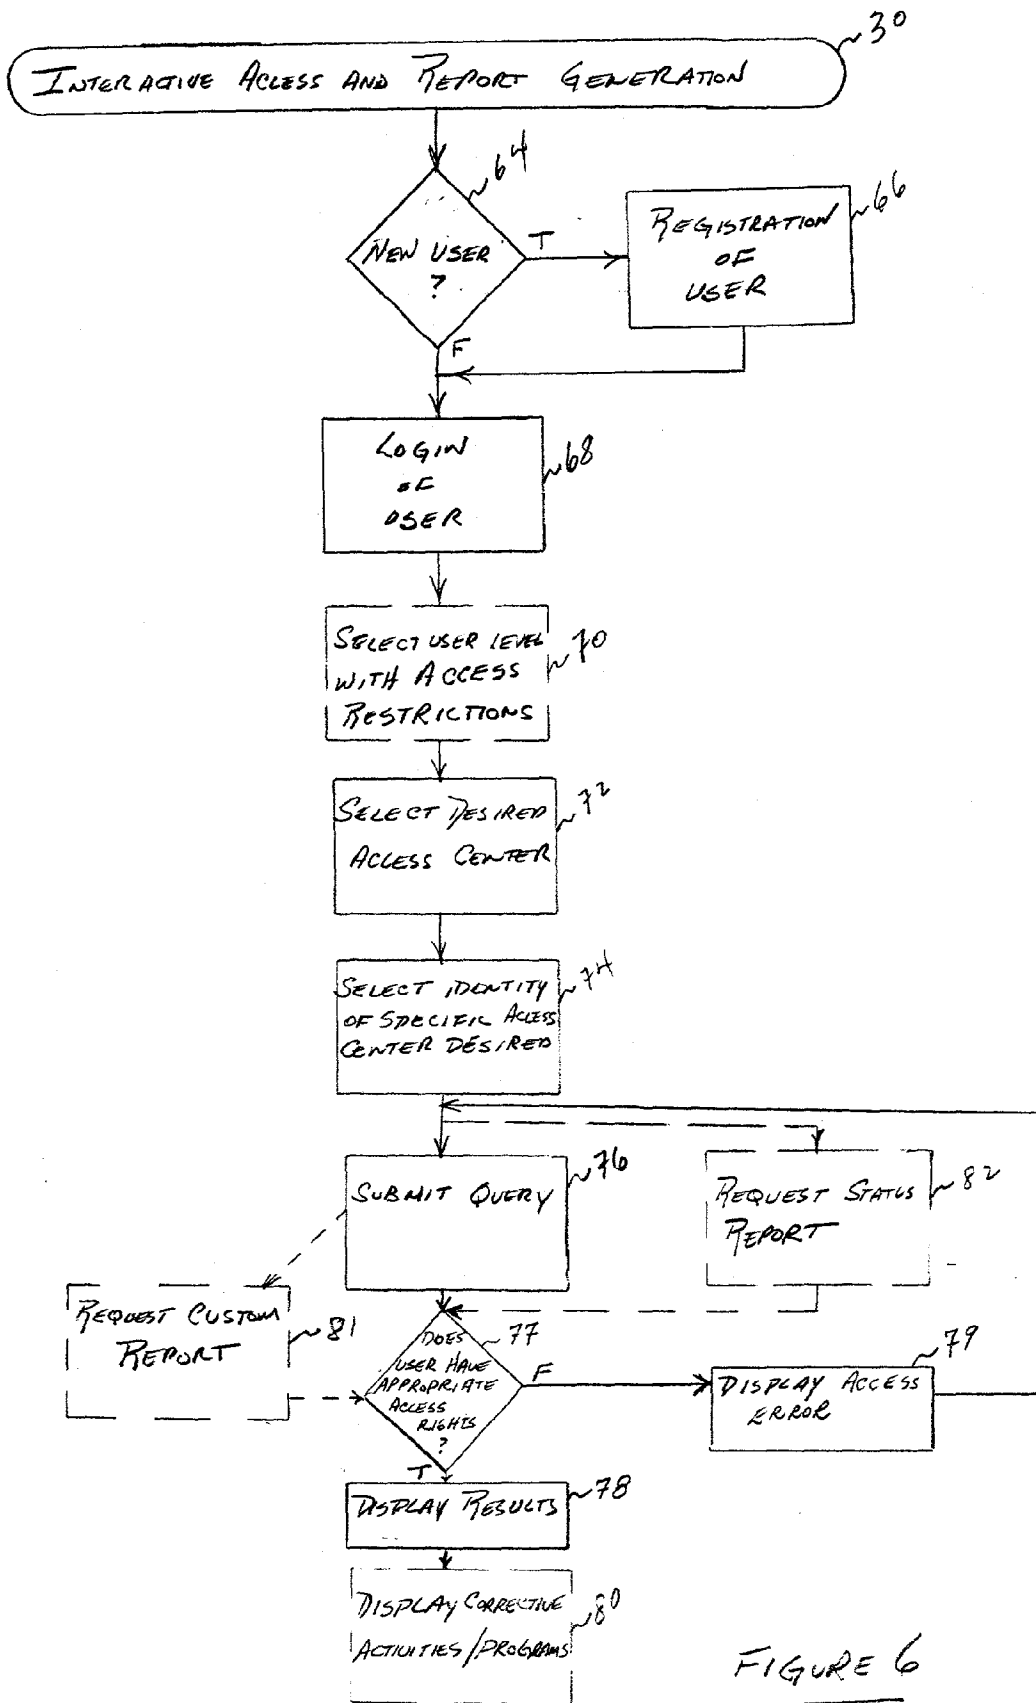 30
INTERACTIVE ACCESS AND REPORT GENERATION
64
NEW USER
?
T
F
66
REGISTRATION
OF
USER
LOGIN
OF
USER
68
SELECT USER LEVEL
WITH ACCESS
RESTRICTIONS
70
SELECT DESIRED
ACCESS CENTER
72
SELECT IDENTITY
OF SPECIFIC ACCESS
CENTER DESIRED
74
SUBMIT QUERY
76
REQUEST STATUS
REPORT
82
REQUEST CUSTOM
REPORT
81
DOES
USER HAVE
APPROPRIATE
ACCESS
RIGHTS
?
77
F
T
DISPLAY ACCESS
ERROR
79
DISPLAY RESULTS
78
DISPLAY CORRECTIVE
ACTIVITIES/PROGRAMS
80
FIGURE 6